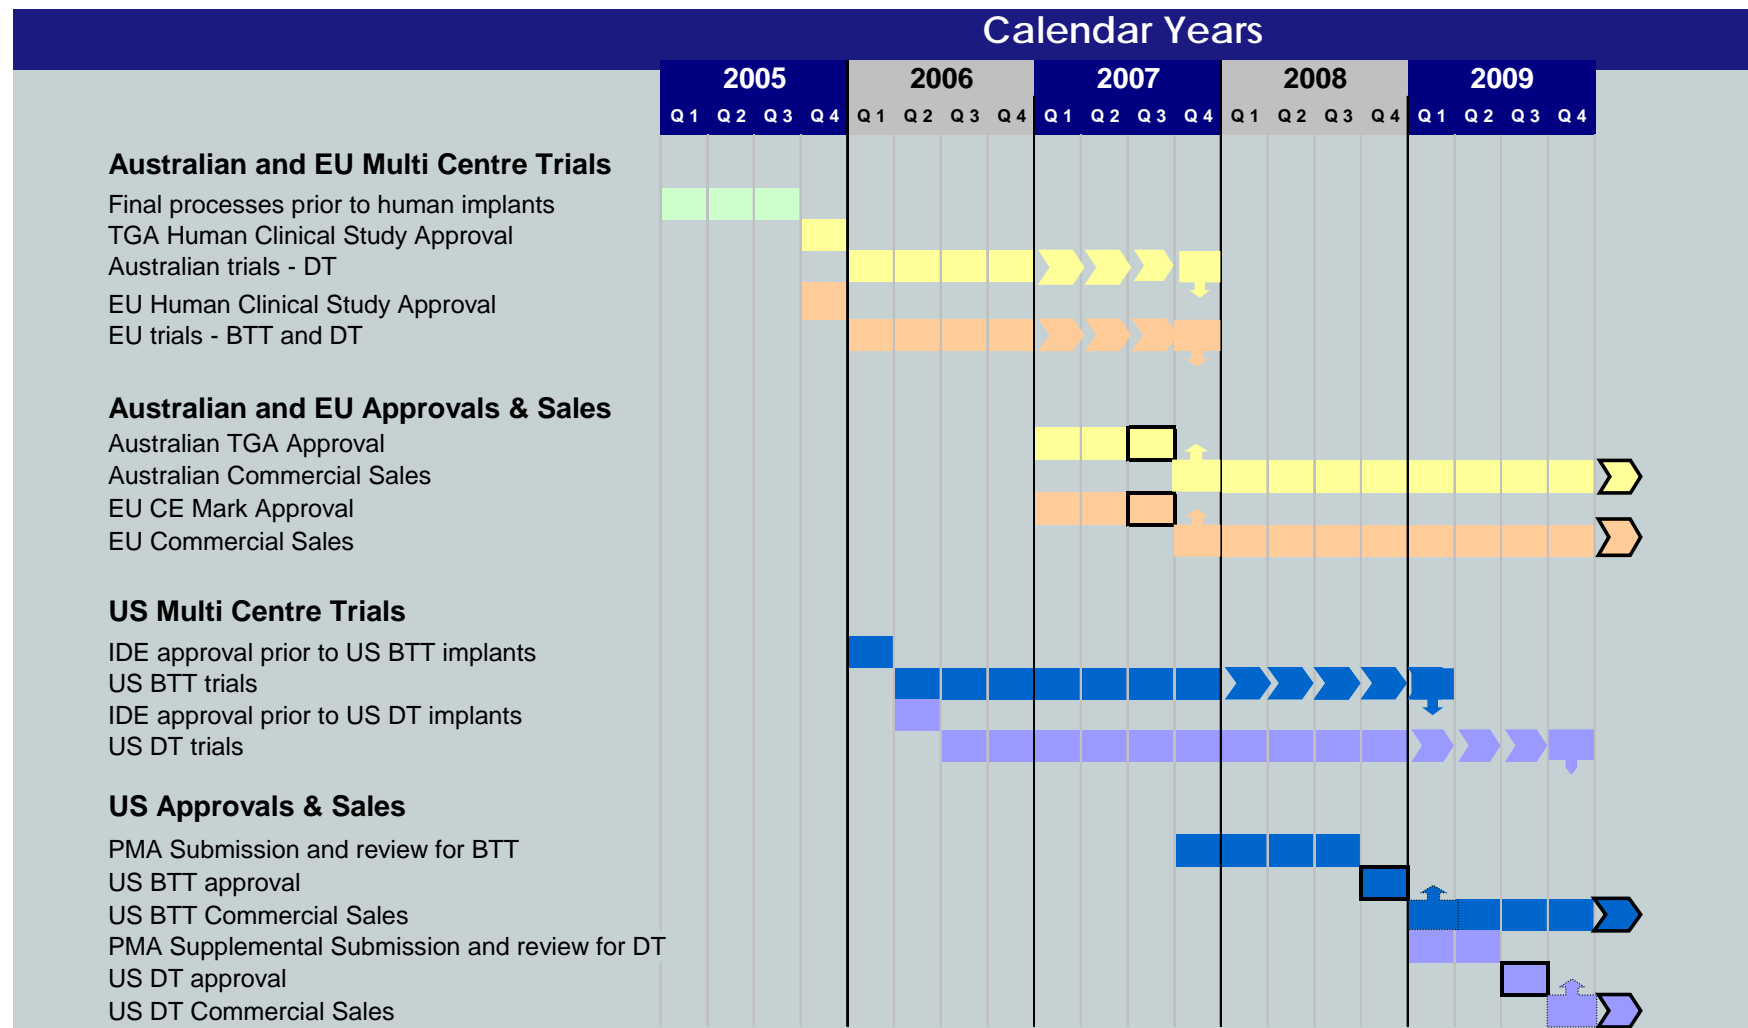 Calendar Years
2005 2006 2007 2008 2009
Q 1 Q 2 Q 3 Q 4 Q 1 Q 2 Q 3 Q 4 Q 1 Q 2 Q 3 Q 4 Q 1 Q 2 Q 3 Q 4 Q 1 Q 2 Q 3 Q 4
Australian and EU Multi Centre Trials
Final processes prior to human implants
TGA Human Clinical Study Approval
Australian trials - DT
EU Human Clinical Study Approval
EU trials - BTT and DT
Australian and EU Approvals & Sales
Australian TGA Approval
Australian Commercial Sales
EU CE Mark Approval
EU Commercial Sales
US Multi Centre Trials
IDE approval prior to US BTT implants
US BTT trials
IDE approval prior to US DT implants
US DT trials
US Approvals & Sales
PMA Submission and review for BTT
US BTT approval
US BTT Commercial Sales
PMA Supplemental Submission and review for DT
US DT approval
US DT Commercial Sales